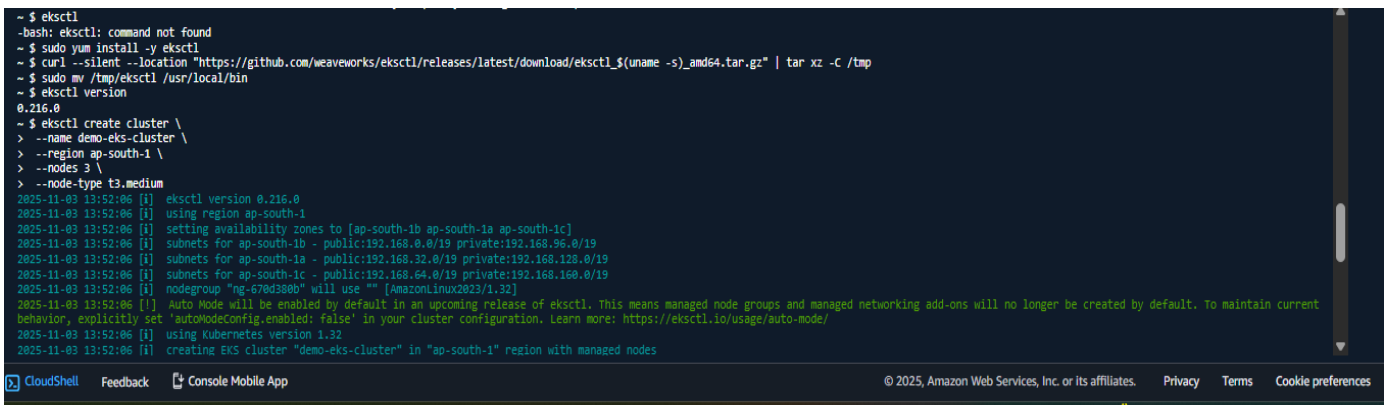 ~ $ eksctl
-bash: eksctl: command not found
~ $ sudo yum install -y eksctl
~ $ curl --silent --location "https://github.com/weaveworks/eksctl/releases/latest/download/eksctl_$(uname -s)_amd64.tar.gz" | tar xz -C /tmp
~ $ sudo mv /tmp/eksctl /usr/local/bin
~ $ eksctl version
0.216.0
~ $ eksctl create cluster \
>  --name demo-eks-cluster \
>  --region ap-south-1 \
>  --nodes 3 \
>  --node-type t3.medium
2025-11-03 13:52:06 [i]  eksctl version 0.216.0
2025-11-03 13:52:06 [i]  using region ap-south-1
2025-11-03 13:52:06 [i]  setting availability zones to [ap-south-1b ap-south-1a ap-south-1c]
2025-11-03 13:52:06 [i]  subnets for ap-south-1b - public:192.168.0.0/19 private:192.168.96.0/19
2025-11-03 13:52:06 [i]  subnets for ap-south-1a - public:192.168.32.0/19 private:192.168.128.0/19
2025-11-03 13:52:06 [i]  subnets for ap-south-1c - public:192.168.64.0/19 private:192.168.160.0/19
2025-11-03 13:52:06 [i]  nodegroup "ng-670d380b" will use "" [AmazonLinux2023/1.32]
2025-11-03 13:52:06 [!]  Auto Mode will be enabled by default in an upcoming release of eksctl. This means managed node groups and managed networking add-ons will no longer be created by default. To maintain current
behavior, explicitly set 'autoModeConfig.enabled: false' in your cluster configuration. Learn more: https://eksctl.io/usage/auto-mode/
2025-11-03 13:52:06 [i]  using Kubernetes version 1.32
2025-11-03 13:52:06 [i]  creating EKS cluster "demo-eks-cluster" in "ap-south-1" region with managed nodes
CloudShell Feedback Console Mobile App © 2025, Amazon Web Services, Inc. or its affiliates. Privacy Terms Cookie preferences